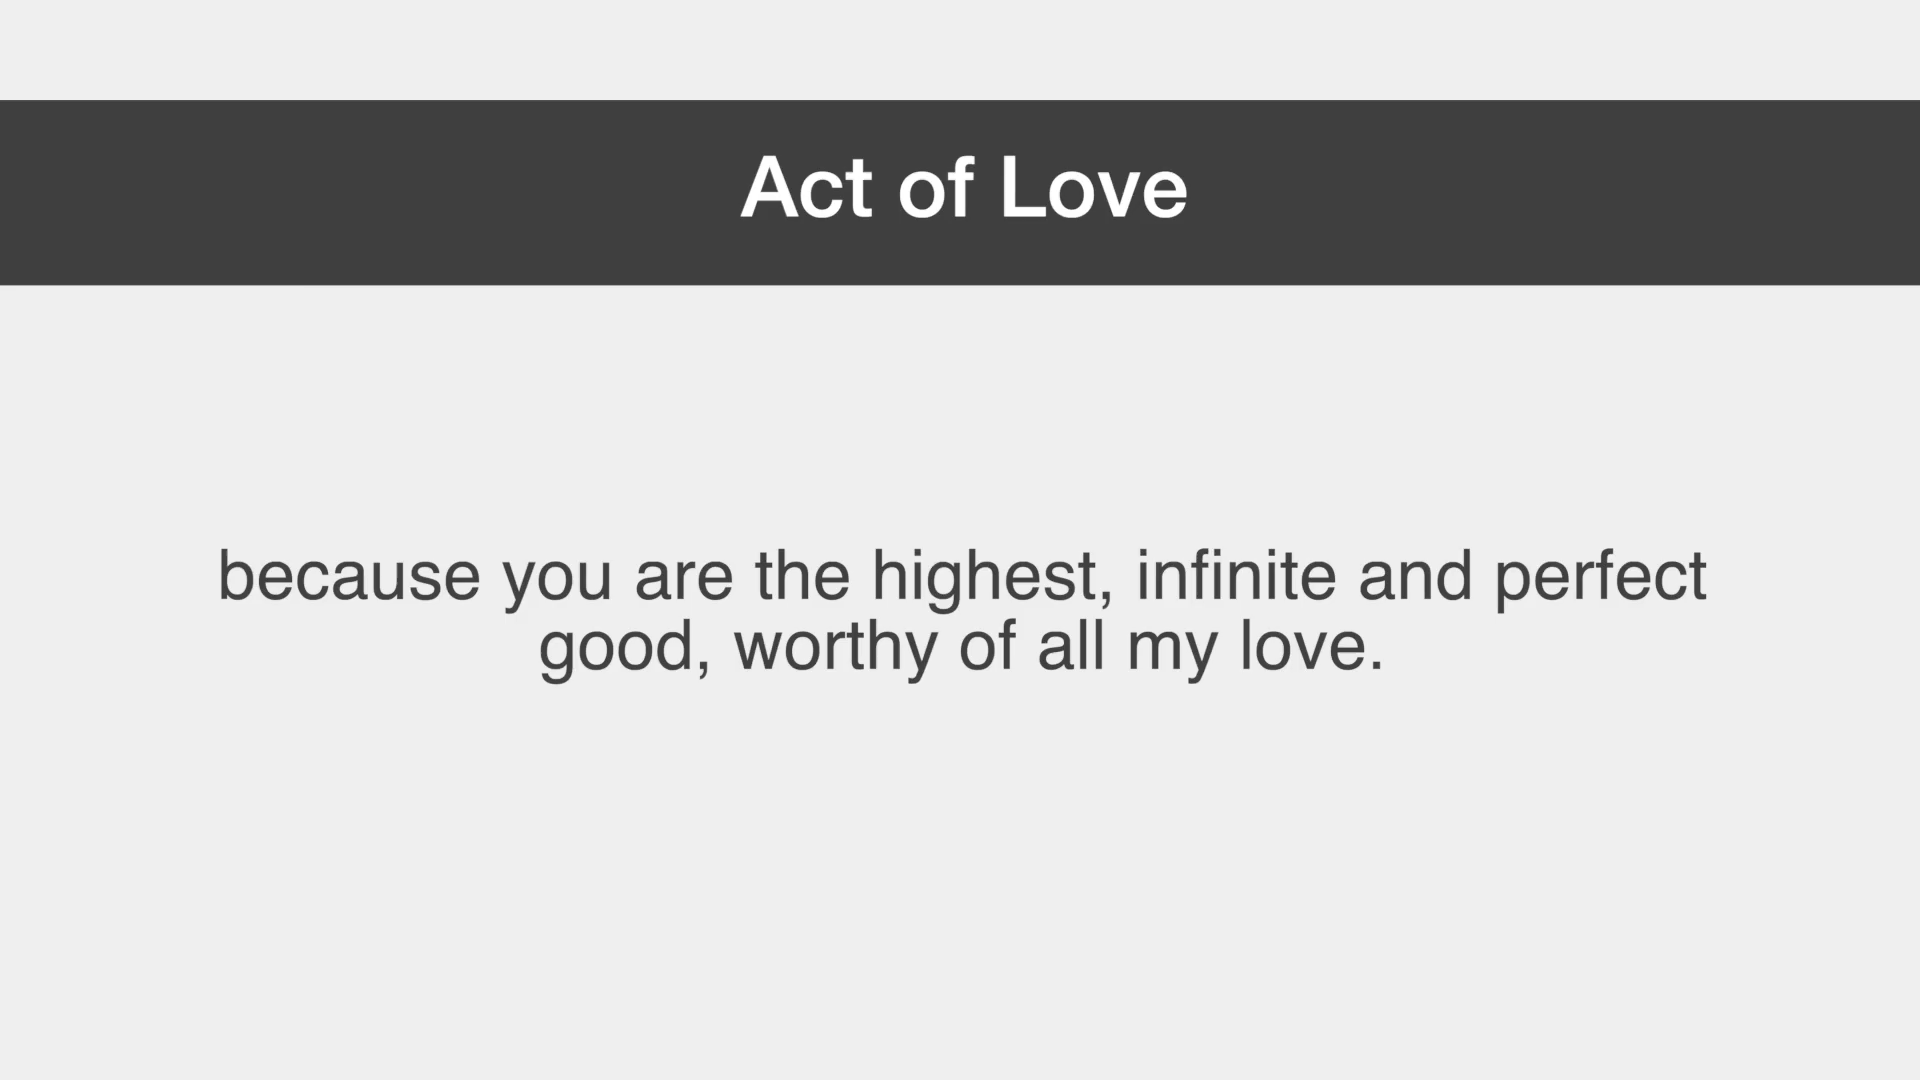 Act of Love
because you are the highest, infinite and perfect
good, worthy of all my love.